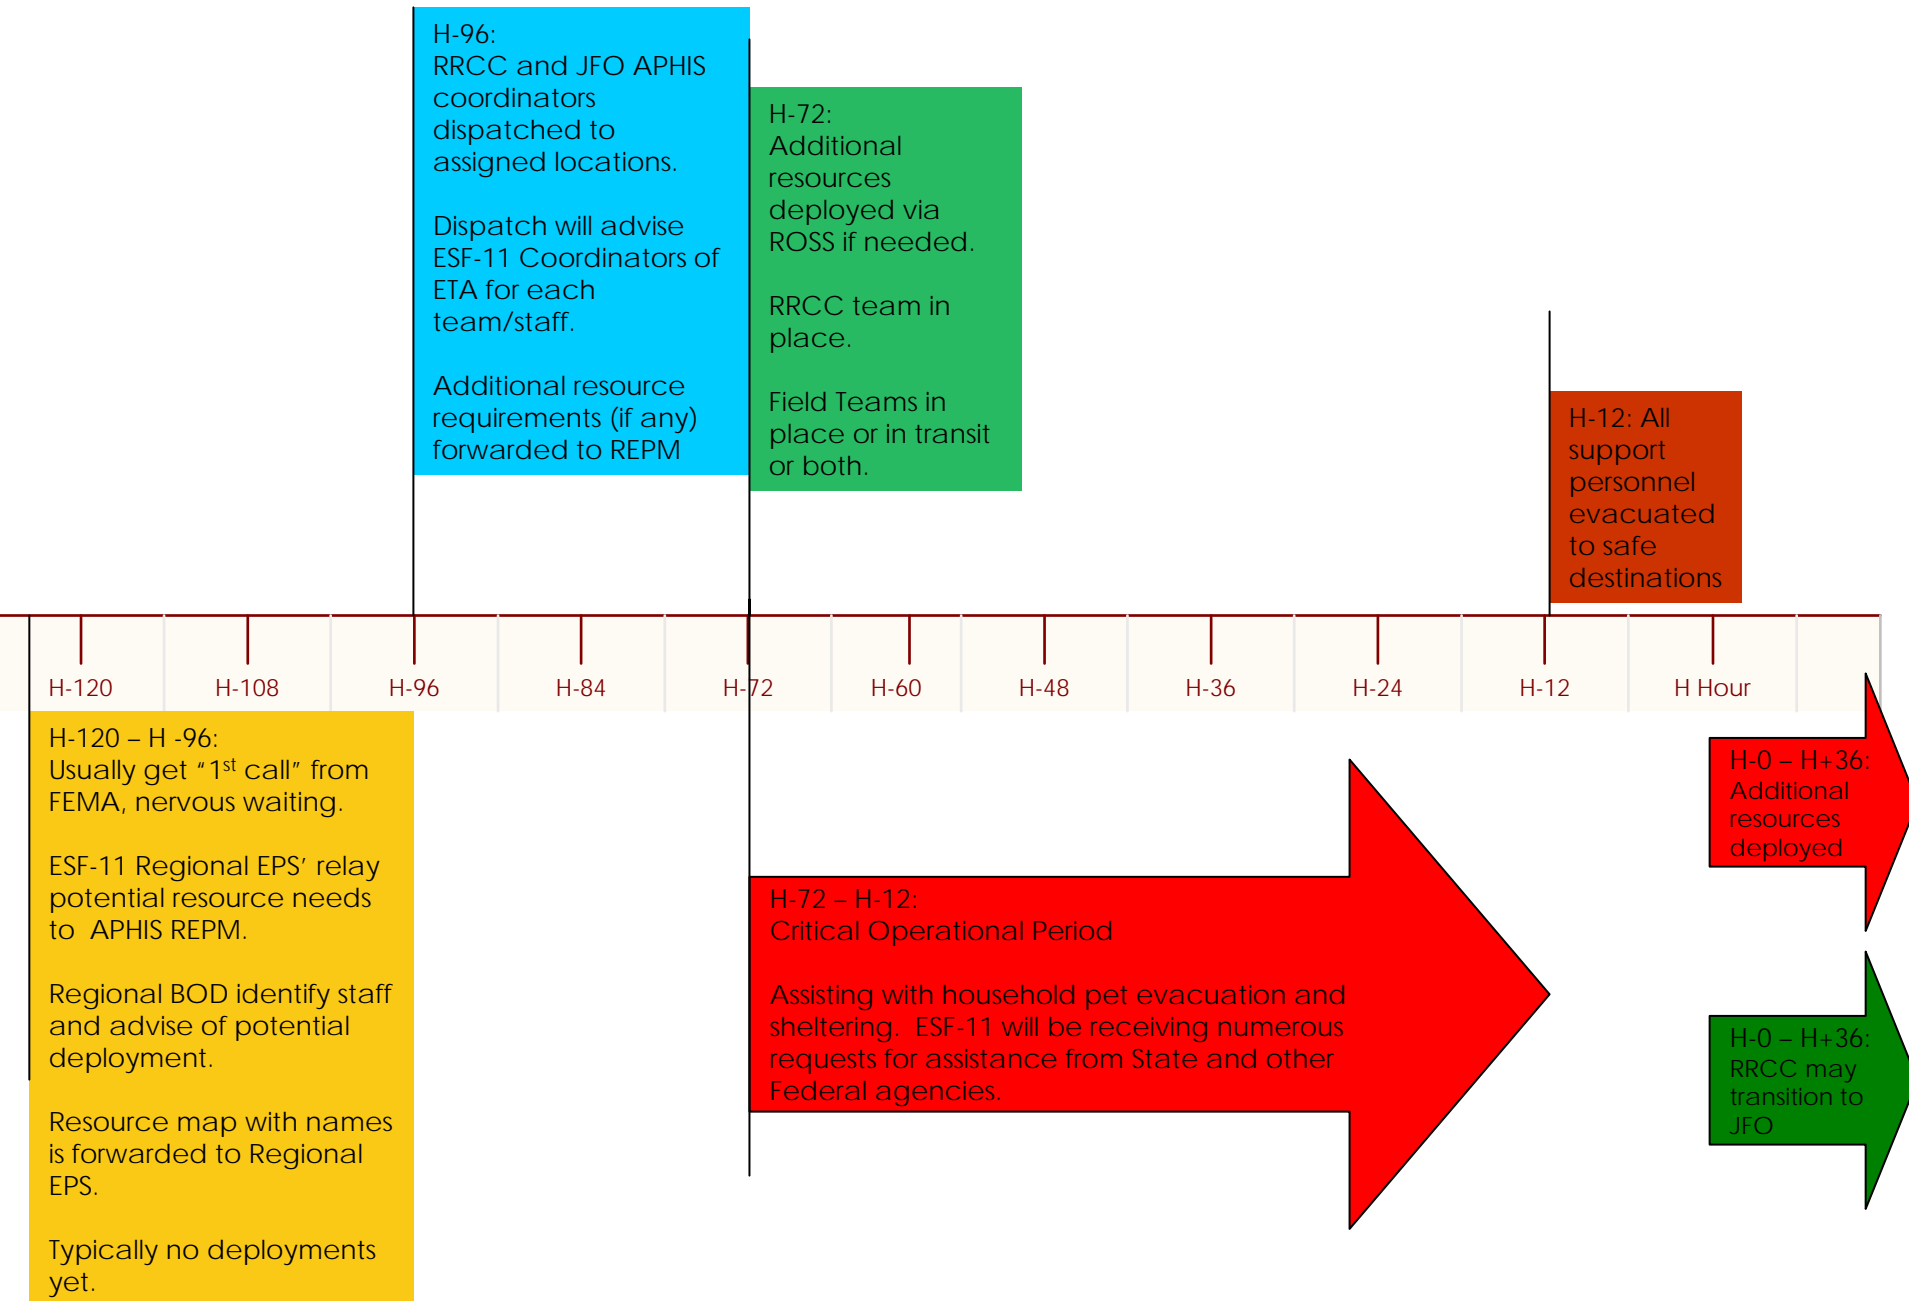 H-96:
RRCC and JFO APHIS
coordinators
dispatched to
assigned locations.
Dispatch will advise
ESF-11 Coordinators of
ETA for each
team/staff.
Additional resource
requirements (if any)
forwarded to REPM
H-72:
Additional
resources
deployed via
ROSS if needed.
RRCC team in
place.
Field Teams in
place or in transit
or both.
H-12: All
support
personnel
evacuated
to safe
destinations
H-120 H-108 H-96 H-84 H-72 H-60 H-48 H-36 H-24 H-12 H Hour
H-120 – H -96:
Usually get “1st call” from
FEMA, nervous waiting.
ESF-11 Regional EPS’ relay
potential resource needs
to  APHIS REPM.
Regional BOD identify staff
and advise of potential
deployment.
Resource map with names
is forwarded to Regional
EPS.
Typically no deployments
yet.
H-72 – H-12:
Critical Operational Period
Assisting with household pet evacuation and
sheltering.  ESF-11 will be receiving numerous
requests for assistance from State and other
Federal agencies.
H-0 – H+36:
Additional
resources
deployed
H-0 – H+36:
RRCC may
transition to
JFO